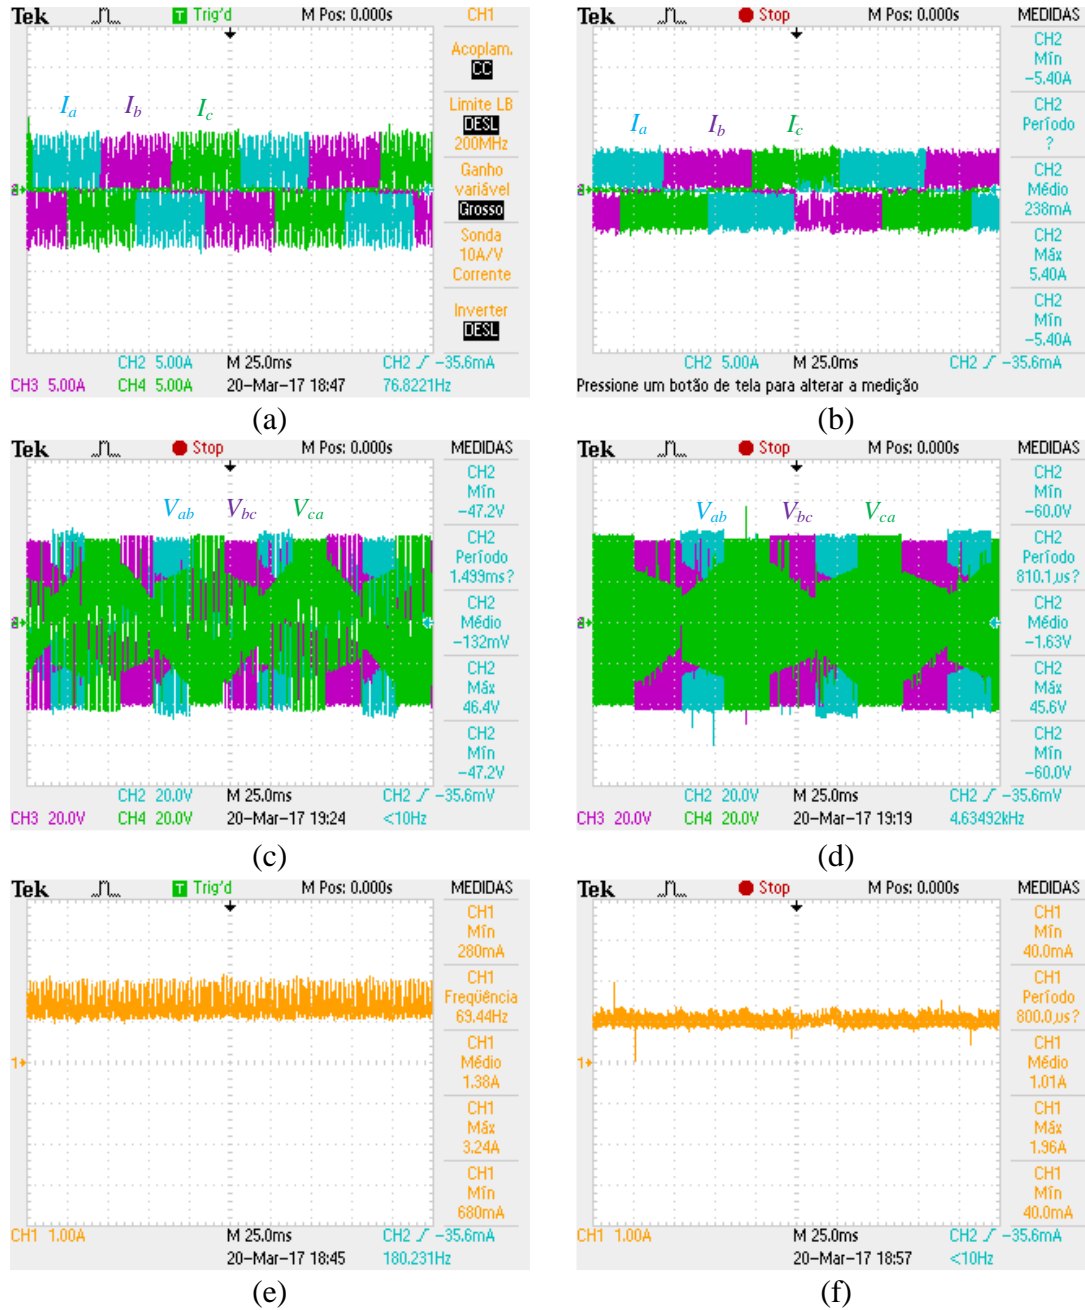 Tek T Trig'd M Pos: 0.000s CH1
Acoplam.
CC
Limite LB
DESL
200MHz
Ganho
variável
Grosso
Sonda
10A/V
Corrente
Inverter
DESL
Ia Ib Ic
2
CH2 5.00A M 25.0ms CH2 -35.6mA
CH3 5.00A CH4 5.00A 20-Mar-17 18:47 76.8221Hz
(a)
Tek Stop M Pos: 0.000s MEDIDAS
CH2
Mín
-5.40A
CH2
Período
?
CH2
Médio
238mA
CH2
Máx
5.40A
CH2
Mín
-5.40A
Ia Ib Ic
2
CH2 5.00A M 25.0ms CH2 -35.6mA
Pressione um botão de tela para alterar a medição
(b)
Tek Stop M Pos: 0.000s MEDIDAS
CH2
Mín
-47.2V
CH2
Período
1.499ms?
CH2
Médio
-132mV
CH2
Máx
46.4V
CH2
Mín
-47.2V
Vab Vbc Vca
2
CH2 20.0V M 25.0ms CH2 -35.6mV
CH3 20.0V CH4 20.0V 20-Mar-17 19:24 <10Hz
(c)
Tek Stop M Pos: 0.000s MEDIDAS
CH2
Mín
-60.0V
CH2
Período
810.1us?
CH2
Médio
-1.63V
CH2
Máx
45.6V
CH2
Mín
-60.0V
Vab Vbc Vca
2
CH2 20.0V M 25.0ms CH2 -35.6mV
CH3 20.0V CH4 20.0V 20-Mar-17 19:19 4.63492kHz
(d)
Tek T Trig'd M Pos: 0.000s MEDIDAS
CH1
Mín
280mA
CH1
Freqüência
69.44Hz
CH1
Médio
1.38A
CH1
Máx
3.24A
CH1
Mín
680mA
1
CH1 1.00A M 25.0ms CH2 -35.6mA
20-Mar-17 18:45 180.231Hz
(e)
Tek Stop M Pos: 0.000s MEDIDAS
CH1
Mín
40.0mA
CH1
Período
800.0us?
CH1
Médio
1.01A
CH1
Máx
1.96A
CH1
Mín
40.0mA
1
CH1 1.00A M 25.0ms CH2 -35.6mA
20-Mar-17 18:57 <10Hz
(f)